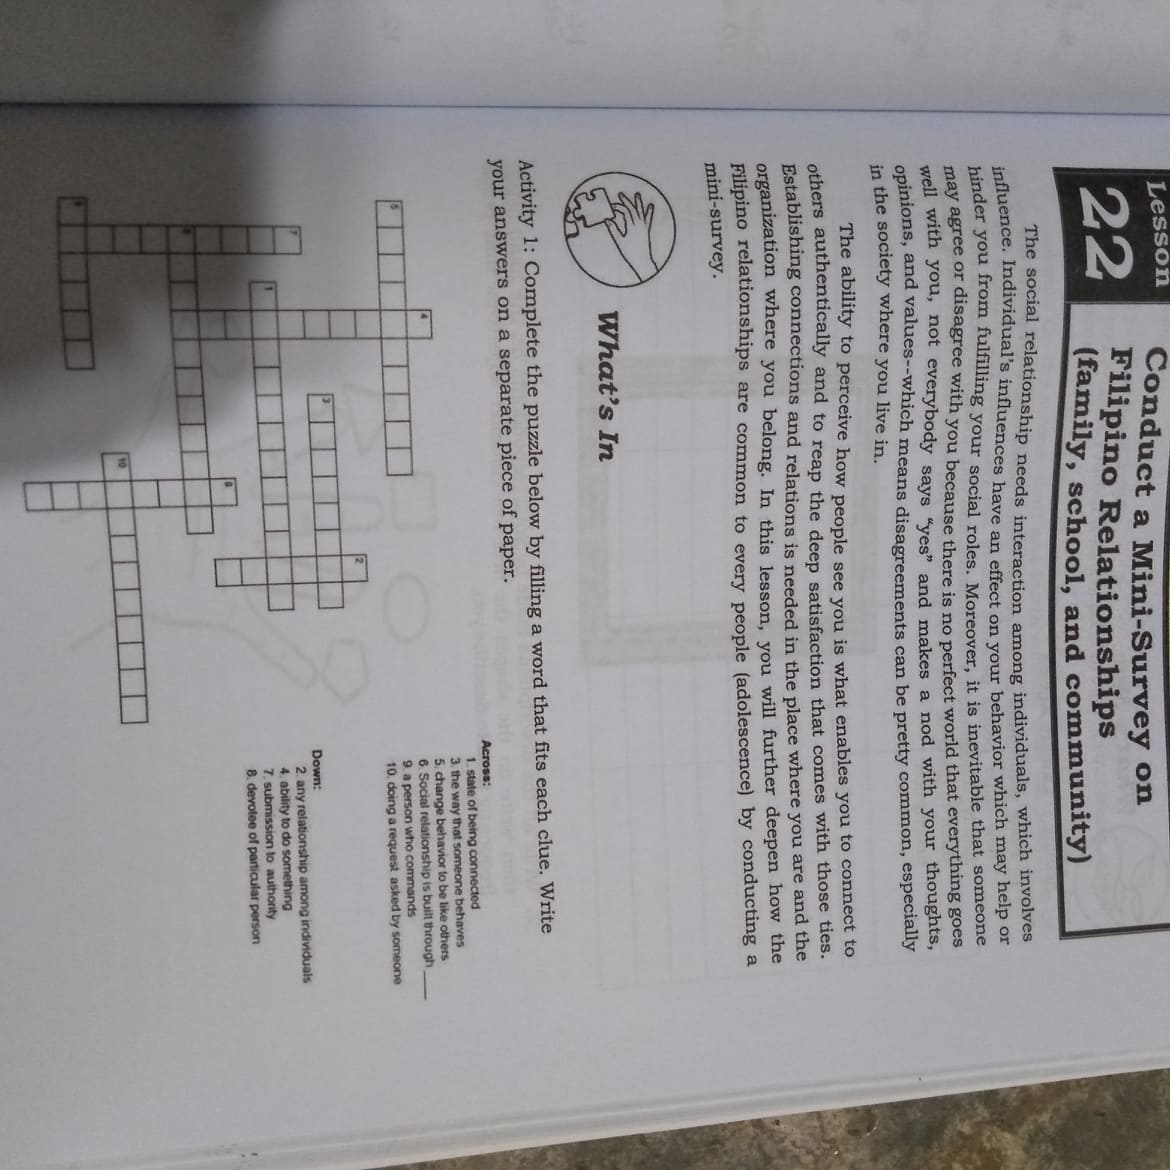 Lesson
22
Conduct a Mini-Survey on
Filipino Relationships
(family, school, and community)
The social relationship needs interaction among individuals, which involves
influence. Individual's influences have an effect on your behavior which may help or
hinder you from fulfilling your social roles. Moreover, it is inevitable that someone
may agree or disagree with you because there is no perfect world that everything goes
well with you, not everybody says “yes” and makes a nod with your thoughts,
opinions, and values--which means disagreements can be pretty common, especially
in the society where you live in.
The ability to perceive how people see you is what enables you to connect to
others authentically and to reap the deep satisfaction that comes with those ties.
Establishing connections and relations is needed in the place where you are and the
organization where you belong. In this lesson, you will further deepen how the
Filipino relationships are common to every people (adolescence) by conducting a
mini-survey.
What's In
Activity 1: Complete the puzzle below by filling a word that fits each clue. Write
your answers on a separate piece of paper.
Across:
1. state of being connected
3. the way that someone behaves
5. change behavior to be like others
6. Social relationship is built through ____
9. a person who commands
10. doing a request asked by someone
Down:
2. any relationship among individuals
4. ability to do something
7. submission to authority
8. devotee of particular person
4
5
2
3
7
1
8
6
10
9